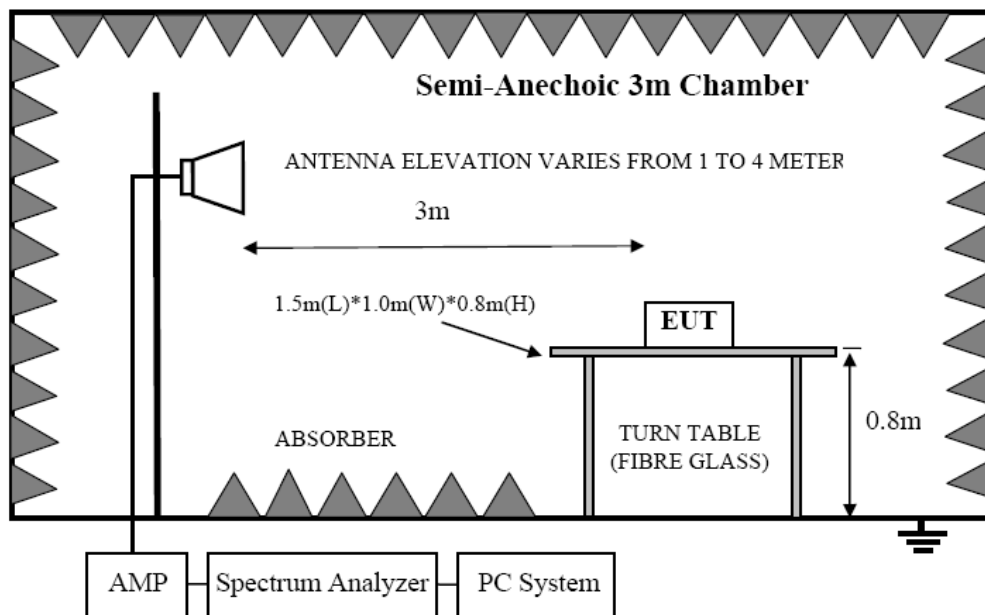 Semi-Anechoic 3m Chamber
ANTENNA ELEVATION VARIES FROM 1 TO 4 METER
3m
1.5m(L)*1.0m(W)*0.8m(H)
EUT
0.8m
ABSORBER
TURN TABLE
(FIBRE GLASS)
AMP
Spectrum Analyzer
PC System